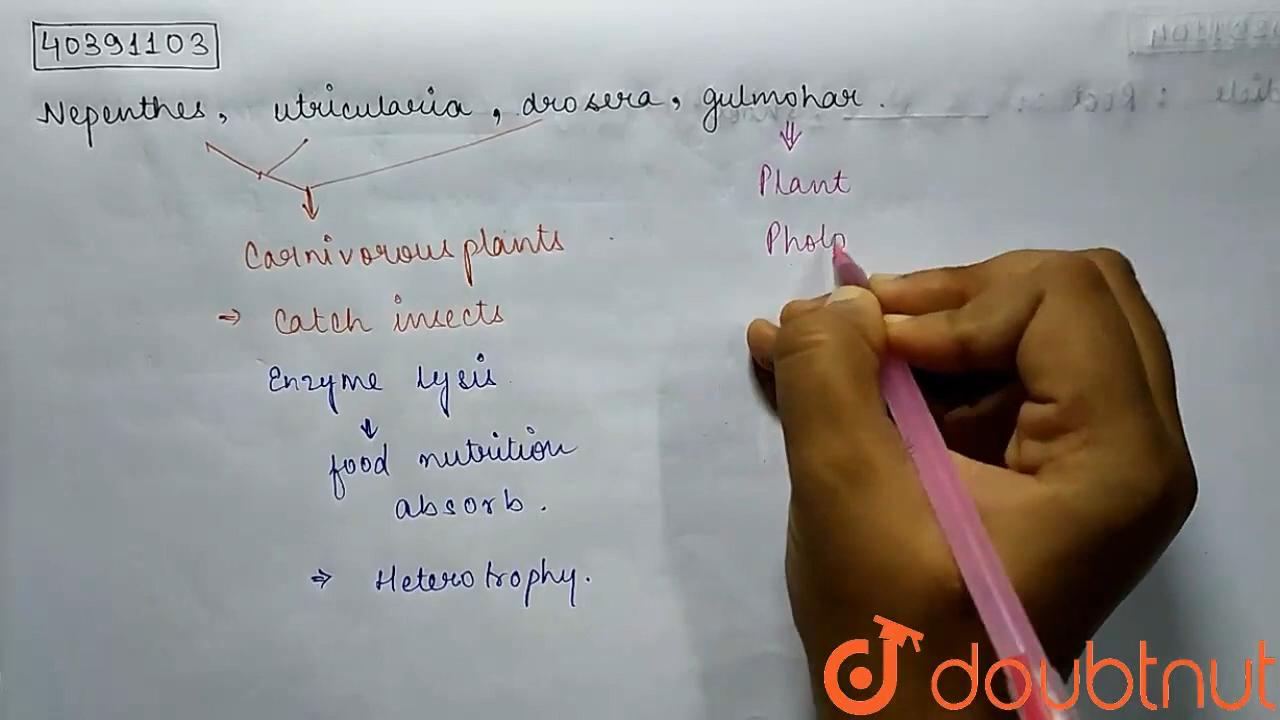 40391103
Nepenthes, utricularia, drosera, gulmohar.
Plant
Photo
Carnivorous plants
⇒ Catch insects
Enzyme lysis
↓
food nutrition
absorb.
⇒ Heterotrophy.
doubtnut